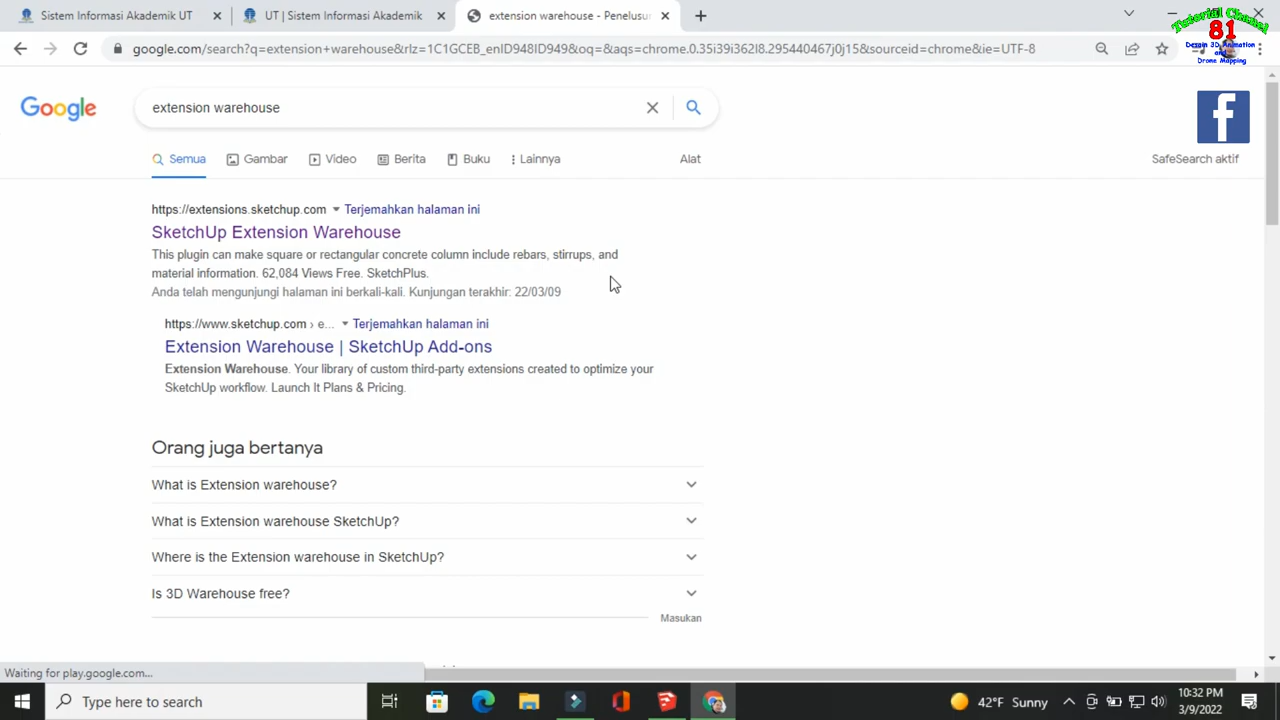 Sistem Informasi Akademik UT
UT | Sistem Informasi Akademik
extension warehouse - Penelusur
Tutorial Channel
81
Desain 3D Animation
and
Drone Mapping
google.com/search?q=extension+warehouse&rlz=1C1GCEB_enID948ID949&oq=&aqs=chrome.0.35i39i362l8.295440467j0j15&sourceid=chrome&ie=UTF-8
Google
extension warehouse
f
Semua
Gambar
Video
Berita
Buku
Lainnya
Alat
SafeSearch aktif
https://extensions.sketchup.com
Terjemahkan halaman ini
SketchUp Extension Warehouse
This plugin can make square or rectangular concrete column include rebars, stirrups, and
material information. 62,084 Views Free. SketchPlus.
Anda telah mengunjungi halaman ini berkali-kali. Kunjungan terakhir: 22/03/09
https://www.sketchup.com › e...
Terjemahkan halaman ini
Extension Warehouse | SketchUp Add-ons
Extension Warehouse. Your library of custom third-party extensions created to optimize your
SketchUp workflow. Launch It Plans & Pricing.
Orang juga bertanya
What is Extension warehouse?
What is Extension warehouse SketchUp?
Where is the Extension warehouse in SketchUp?
Is 3D Warehouse free?
Masukan
Waiting for play.google.com...
Type here to search
42°F Sunny
10:32 PM
3/9/2022